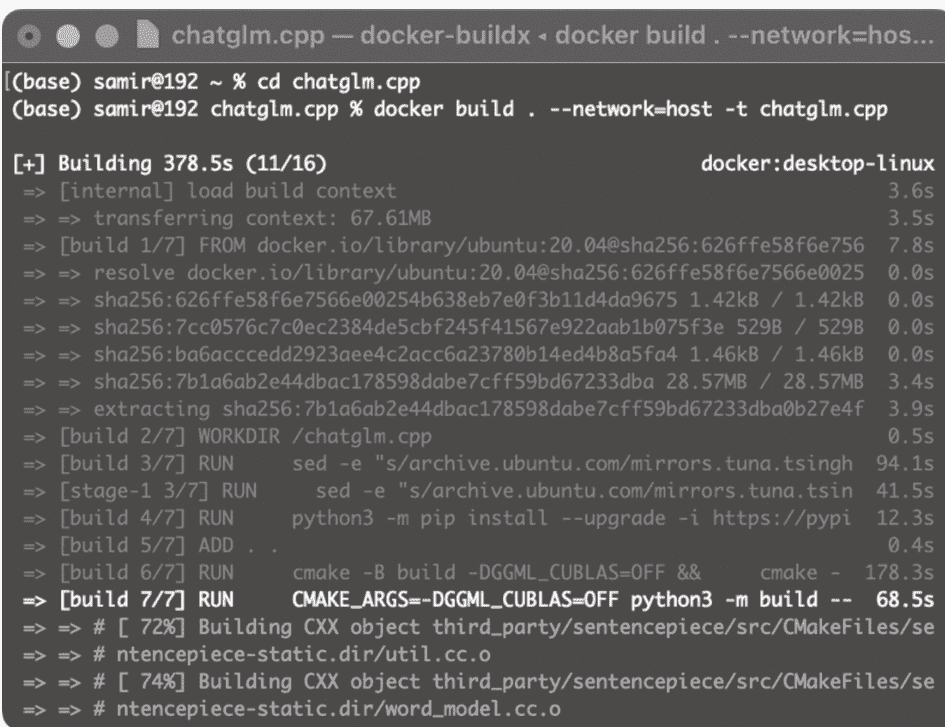 chatglm.cpp — docker-buildx ◂ docker build . --network=hos...
[(base) samir@192 ~ % cd chatglm.cpp
(base) samir@192 chatglm.cpp % docker build . --network=host -t chatglm.cpp
[+] Building 378.5s (11/16) docker:desktop-linux
=> [internal] load build context 3.6s
=> => transferring context: 67.61MB 3.5s
=> [build 1/7] FROM docker.io/library/ubuntu:20.04@sha256:626ffe58f6e756 7.8s
=> => resolve docker.io/library/ubuntu:20.04@sha256:626ffe58f6e7566e0025 0.0s
=> => sha256:626ffe58f6e7566e00254b638eb7e0f3b11d4da9675 1.42kB / 1.42kB 0.0s
=> => sha256:7cc0576c7c0ec2384de5cbf245f41567e922aab1b075f3e 529B / 529B 0.0s
=> => sha256:ba6acccedd2923aee4c2acc6a23780b14ed4b8a5fa4 1.46kB / 1.46kB 0.0s
=> => sha256:7b1a6ab2e44dbac178598dabe7cff59bd67233dba 28.57MB / 28.57MB 3.4s
=> => extracting sha256:7b1a6ab2e44dbac178598dabe7cff59bd67233dba0b27e4f 3.9s
=> [build 2/7] WORKDIR /chatglm.cpp 0.5s
=> [build 3/7] RUN     sed -e "s/archive.ubuntu.com/mirrors.tuna.tsingh 94.1s
=> [stage-1 3/7] RUN     sed -e "s/archive.ubuntu.com/mirrors.tuna.tsin 41.5s
=> [build 4/7] RUN     python3 -m pip install --upgrade -i https://pypi 12.3s
=> [build 5/7] ADD . . 0.4s
=> [build 6/7] RUN     cmake -B build -DGGML_CUBLAS=OFF &&     cmake - 178.3s
=> [build 7/7] RUN     CMAKE_ARGS=-DGGML_CUBLAS=OFF python3 -m build -- 68.5s
=> => # [ 72%] Building CXX object third_party/sentencepiece/src/CMakeFiles/se
=> => # ntencepiece-static.dir/util.cc.o
=> => # [ 74%] Building CXX object third_party/sentencepiece/src/CMakeFiles/se
=> => # ntencepiece-static.dir/word_model.cc.o